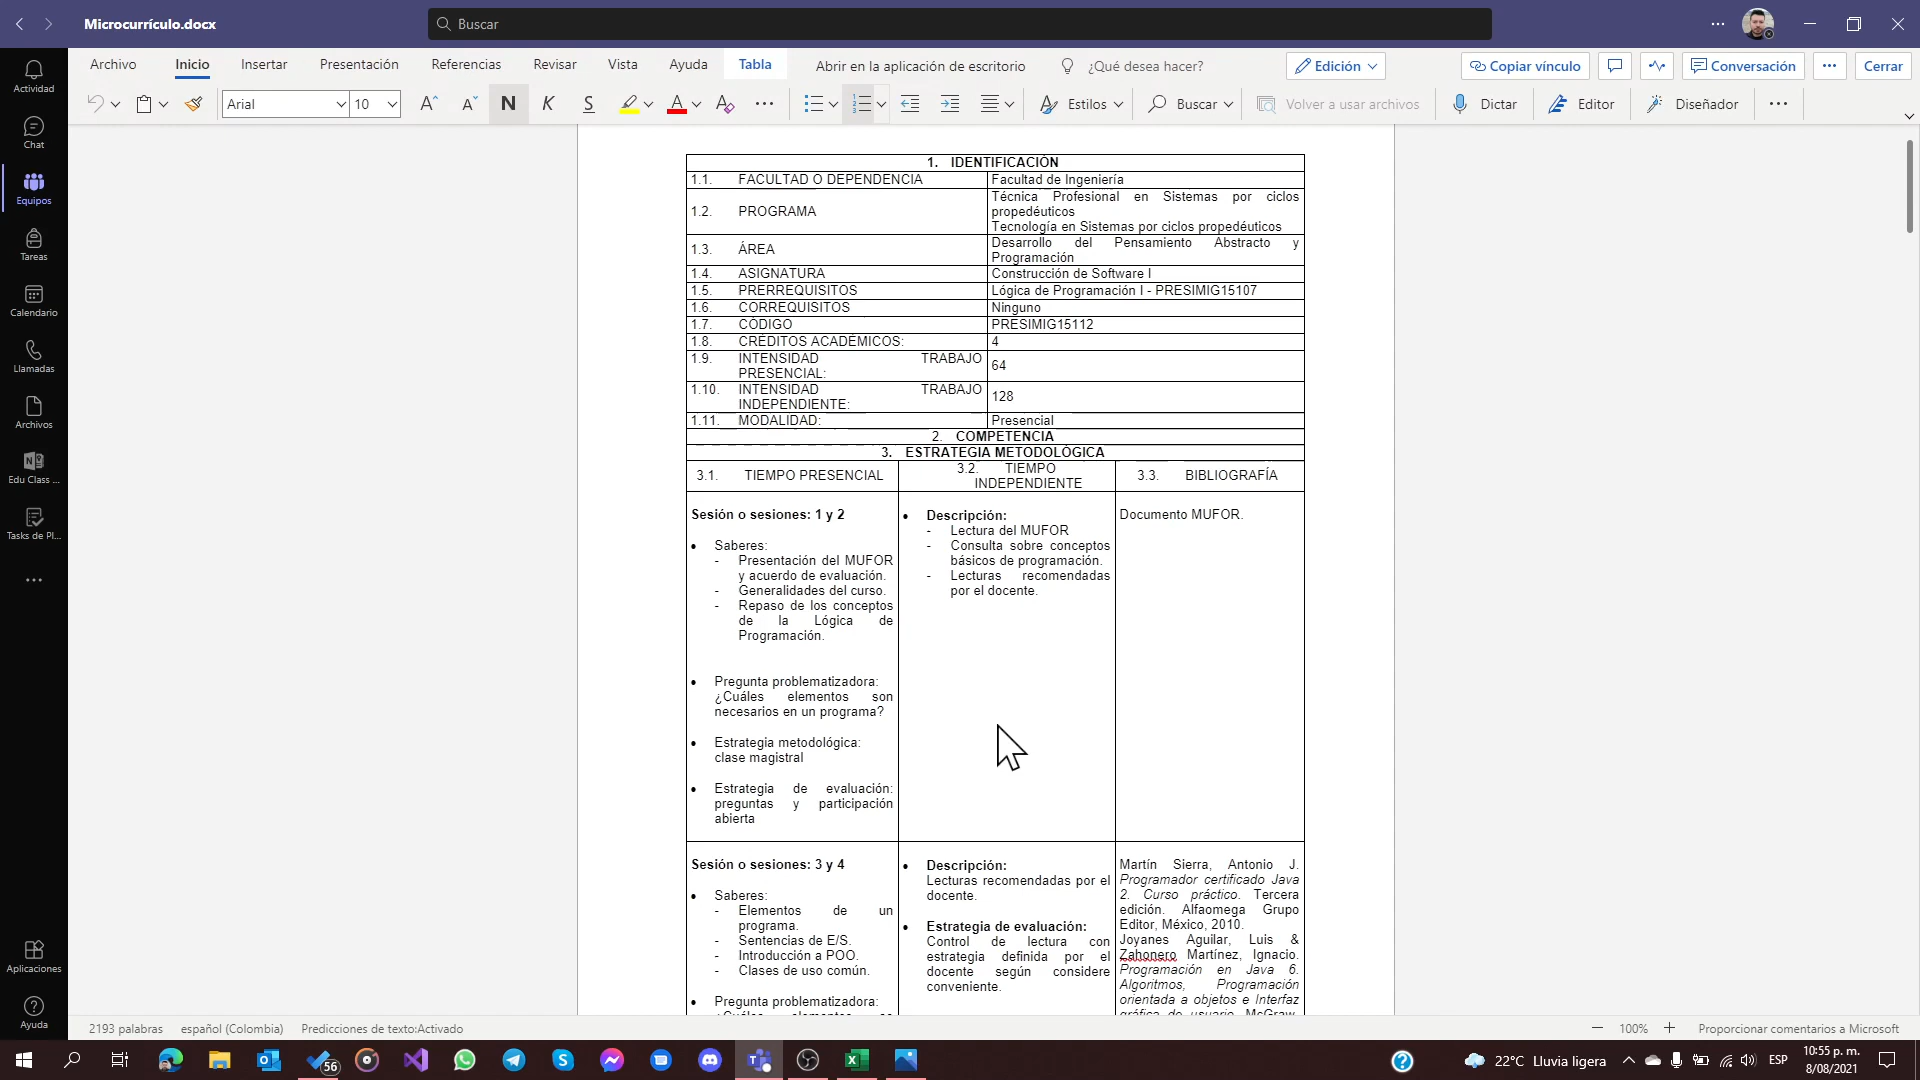 Microcurrículo.docx
Buscar
Actividad
Chat
Equipos
Tareas
Calendario
Llamadas
Archivos
Edu Class ...
Tasks de Pl...
Aplicaciones
Ayuda
Archivo Inicio Insertar Presentación Referencias Revisar Vista Ayuda Tabla Abrir en la aplicación de escritorio ¿Qué desea hacer? Edición Copiar vínculo Conversación Cerrar
Arial 10 N K S A Estilos Buscar Volver a usar archivos Dictar Editor Diseñador
1. IDENTIFICACIÓN
1.1. FACULTAD O DEPENDENCIA Facultad de Ingeniería
1.2. PROGRAMA
Técnica Profesional en Sistemas por ciclos
propedéuticos
Tecnología en Sistemas por ciclos propedéuticos
1.3. ÁREA
Desarrollo del Pensamiento Abstracto y
Programación
1.4. ASIGNATURA Construcción de Software I
1.5. PRERREQUISITOS Lógica de Programación I - PRESIMIG15107
1.6. CORREQUISITOS Ninguno
1.7. CÓDIGO PRESIMIG15112
1.8. CRÉDITOS ACADÉMICOS: 4
1.9. INTENSIDAD TRABAJO
PRESENCIAL:
64
1.10. INTENSIDAD TRABAJO
INDEPENDIENTE:
128
1.11. MODALIDAD: Presencial
2. COMPETENCIA
3. ESTRATEGIA METODOLÓGICA
3.1. TIEMPO PRESENCIAL
3.2. TIEMPO
INDEPENDIENTE
3.3. BIBLIOGRAFÍA
Sesión o sesiones: 1 y 2
• Saberes:
- Presentación del MUFOR
y acuerdo de evaluación.
- Generalidades del curso.
- Repaso de los conceptos
de la Lógica de
Programación.
• Pregunta problematizadora:
¿Cuáles elementos son
necesarios en un programa?
• Estrategia metodológica:
clase magistral
• Estrategia de evaluación:
preguntas y participación
abierta
• Descripción:
- Lectura del MUFOR
- Consulta sobre conceptos
básicos de programación.
- Lecturas recomendadas
por el docente.
Documento MUFOR.
Sesión o sesiones: 3 y 4
• Saberes:
- Elementos de un
programa.
- Sentencias de E/S.
- Introducción a POO.
- Clases de uso común.
• Pregunta problematizadora:
• Descripción:
Lecturas recomendadas por el
docente.
• Estrategia de evaluación:
Control de lectura con
estrategia definida por el
docente según considere
conveniente.
Martín Sierra, Antonio J.
Programador certificado Java
2. Curso práctico. Tercera
edición. Alfaomega Grupo
Editor, México, 2010.
Joyanes Aguilar, Luis &
Zahonero Martínez, Ignacio.
Programación en Java 6.
Algoritmos, Programación
orientada a objetos e Interfaz
gráfica de usuario. McGraw-
2193 palabras español (Colombia) Predicciones de texto:Activado 100% Proporcionar comentarios a Microsoft
56
22°C Lluvia ligera ESP 10:55 p. m.
8/08/2021